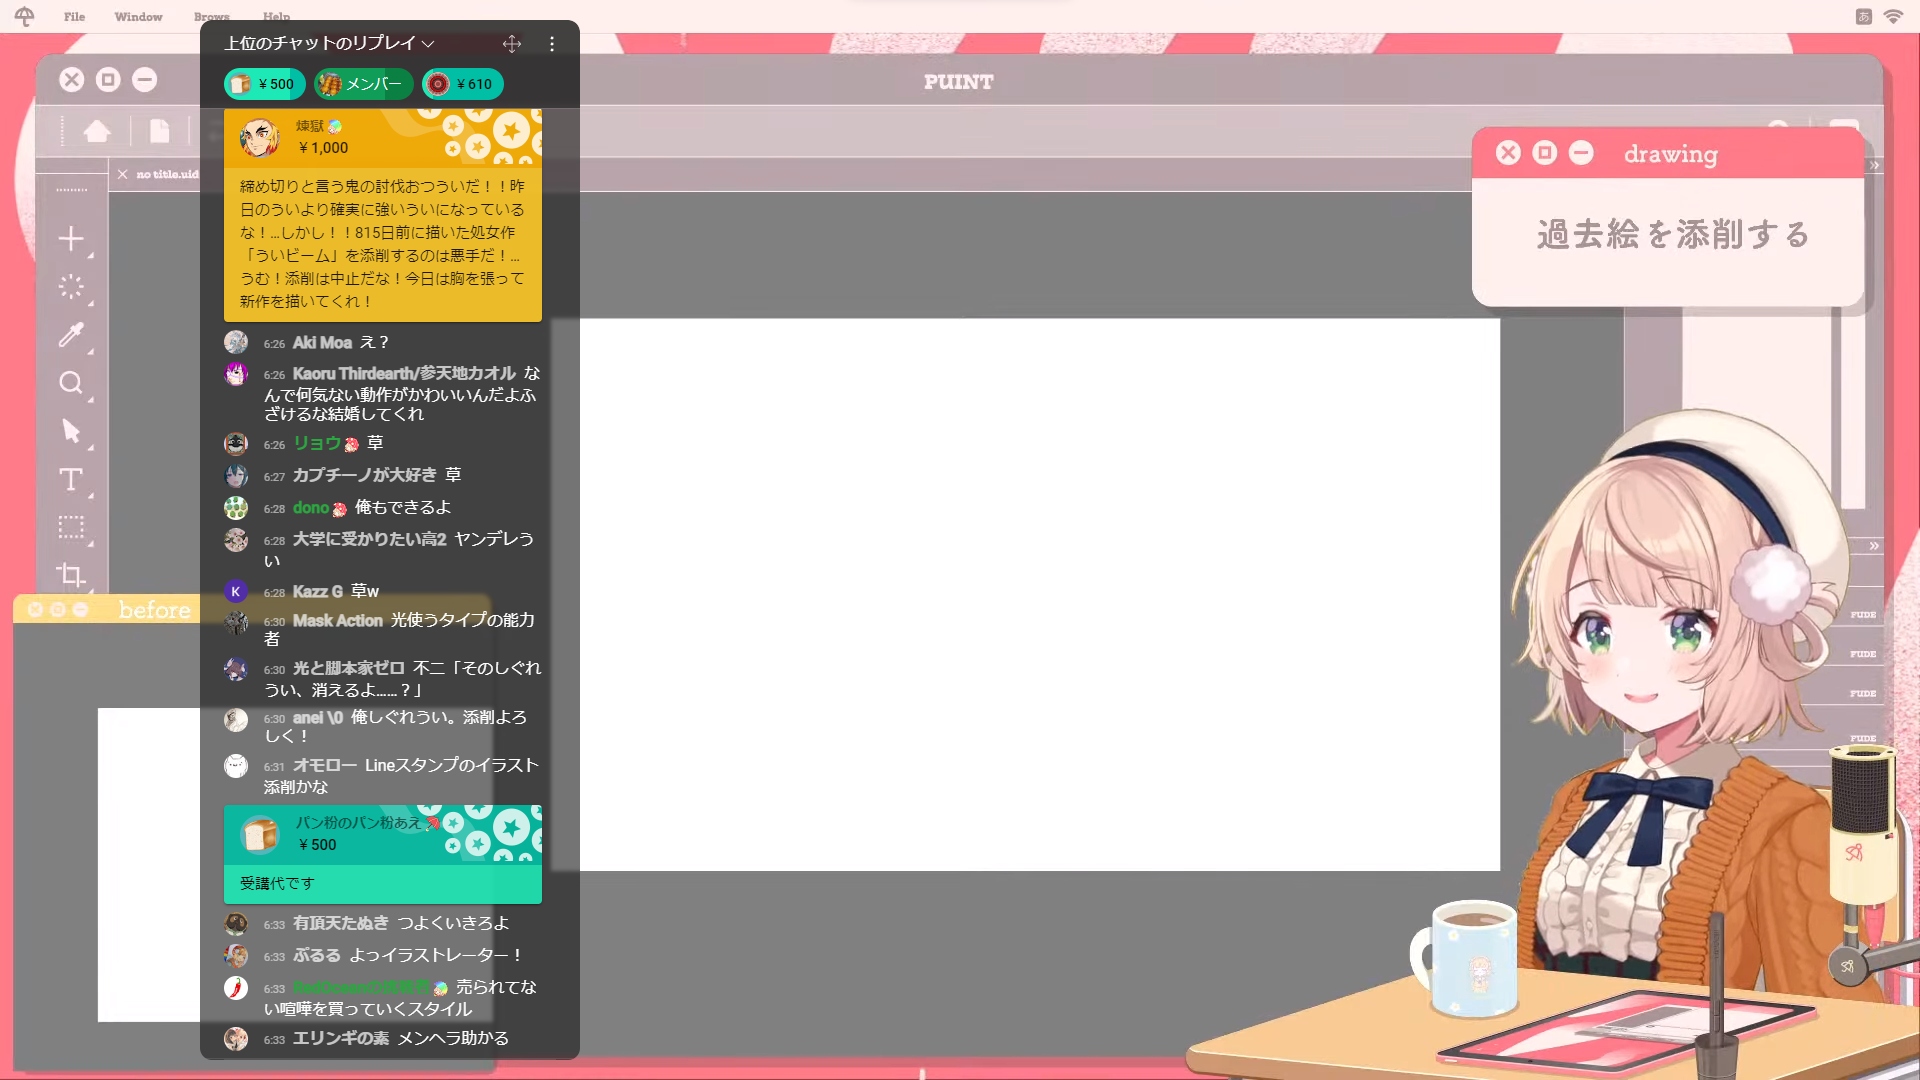 File Window Brows Help
あ
PUINT
no title.uid
drawing
過去絵を添削する
FUDE
FUDE
FUDE
FUDE
before
上位のチャットのリプレイ
￥500 メンバー ￥610
煉獄
￥1,000
締め切りと言う鬼の討伐おつういだ！！昨
日のういより確実に強いういになっている
な！...しかし！！815日前に描いた処女作
「ういビーム」を添削するのは悪手だ！...
うむ！添削は中止だな！今日は胸を張って
新作を描いてくれ！
6:26 Aki Moa え？
6:26 Kaoru Thirdearth/参天地カオル な
んで何気ない動作がかわいいんだよふ
ざけるな結婚してくれ
6:26 リョウ 草
6:27 カプチーノが大好き 草
6:28 dono 俺もできるよ
6:28 大学に受かりたい高2 ヤンデレう
い
K
6:28 Kazz G 草w
6:30 Mask Action 光使うタイプの能力
者
6:30 光と脚本家ゼロ 不二「そのしぐれ
うい、消えるよ......？」
6:30 anei \0 俺しぐれうい。添削よろ
しく！
6:31 オモロー Lineスタンプのイラスト
添削かな
パン粉のパン粉あえ
￥500
受講代です
6:33 有頂天たぬき つよくいきろよ
6:33 ぷるる よっイラストレーター！
6:33 売られてな
い喧嘩を買っていくスタイル
6:33 エリンギの素 メンヘラ助かる